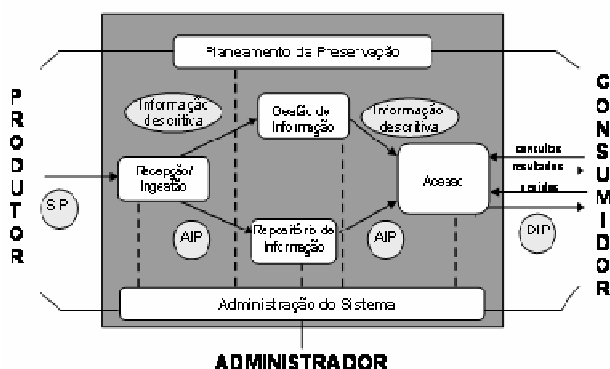 Planeamento da Preservação
PRODUTOR
CONSUMIDOR
Informação
descritiva
Gestão de
Informação
Informação
descritiva
Recepção/
Ingestão
Acesso
consultas
resultados
pedidos
SIP
AIP
Repositório de
Informação
AIP
DIP
Administração do Sistema
ADMINISTRADOR